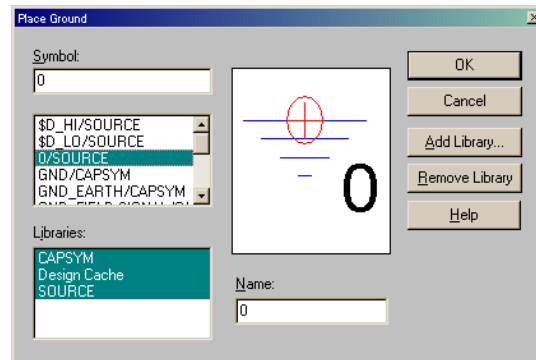 Place Ground
Symbol:
0
$D_HI/SOURCE
$D_LO/SOURCE
0/SOURCE
GND/CAPSYM
GND_EARTH/CAPSYM
Libraries:
CAPSYM
Design Cache
SOURCE
0
Name:
0
OK
Cancel
Add Library...
Remove Library
Help